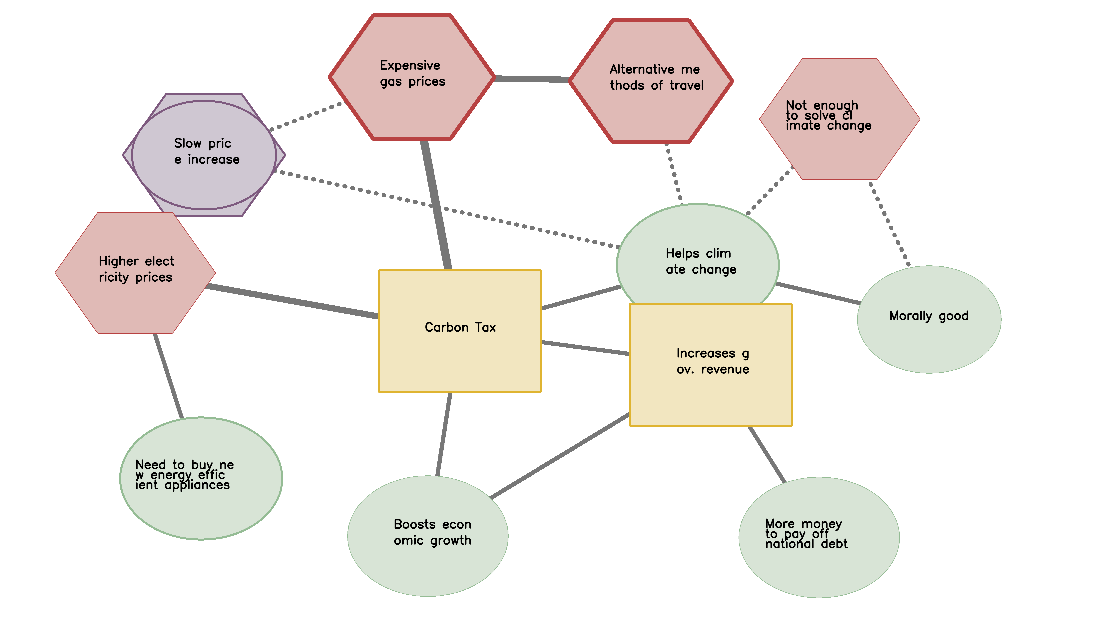 Expensive
gas prices
Alternative me
thods of travel
Not enough
to solve cl
imate change
Slow pric
e increase
Higher elect
ricity prices
Helps clim
ate change
Carbon Tax
Morally good
Increases g
ov. revenue
Need to buy ne
w energy effic
ient appliances
Boosts econ
omic growth
More money
to pay off
national debt